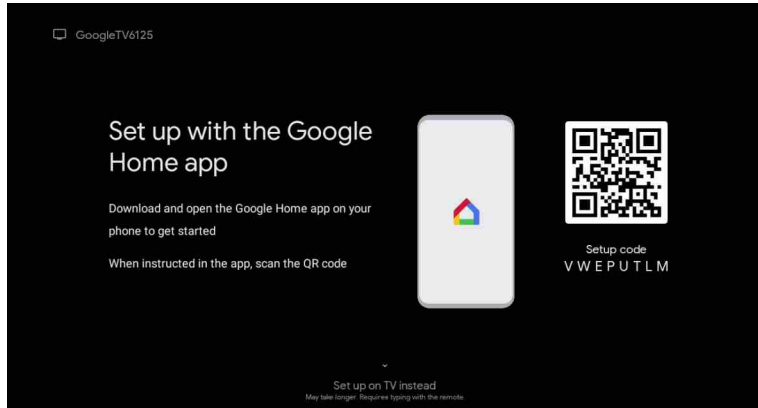 GoogleTV6125
Set up with the Google
Home app
Download and open the Google Home app on your
phone to get started
When instructed in the app, scan the QR code
Setup code
VWEPUTLM
Set up on TV instead
May take longer. Requires typing with the remote.